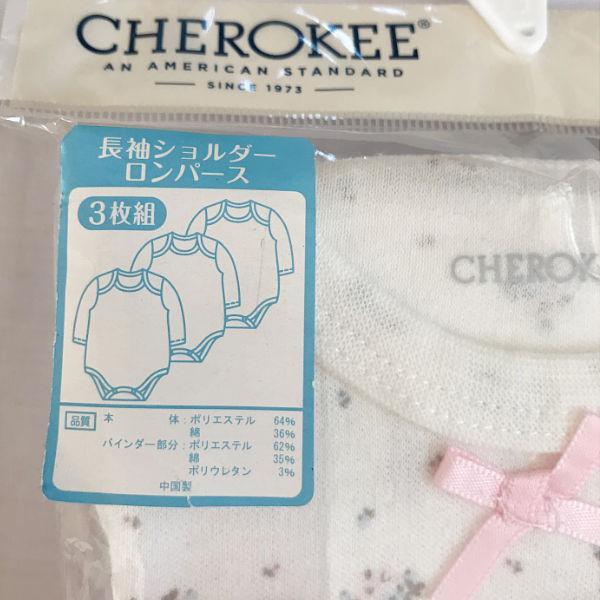 CHEROKEE®
AN AMERICAN STANDARD
SINCE 1973
長袖ショルダー
ロンパース
3枚組
CHEROK
品質 本 体:ポリエステル 64%
綿 36%
バインダー部分:ポリエステル 62%
綿 35%
ポリウレタン 3%
中国製